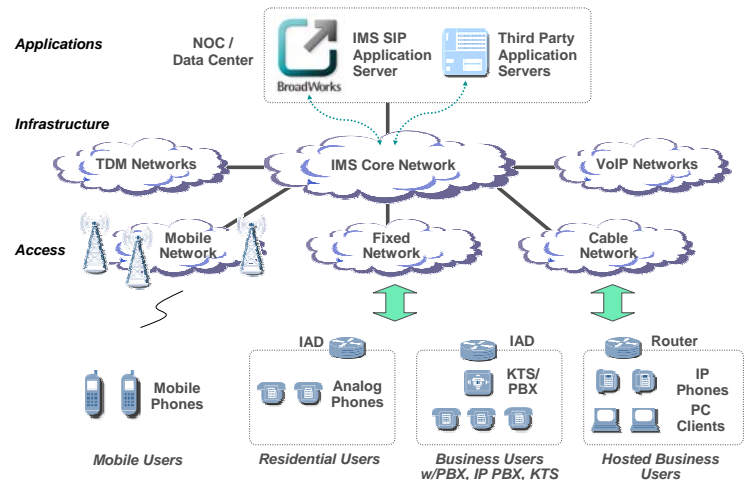 Applications
NOC /
Data Center
BroadWorks
IMS SIP
Application
Server
Third Party
Application
Servers
Infrastructure
TDM Networks
IMS Core Network
VoIP Networks
Access
Mobile
Network
Fixed
Network
Cable
Network
IAD
IAD
Router
Mobile
Phones
Analog
Phones
KTS/
PBX
IP
Phones
PC
Clients
Mobile Users
Residential Users
Business Users
w/PBX, IP PBX, KTS
Hosted Business
Users